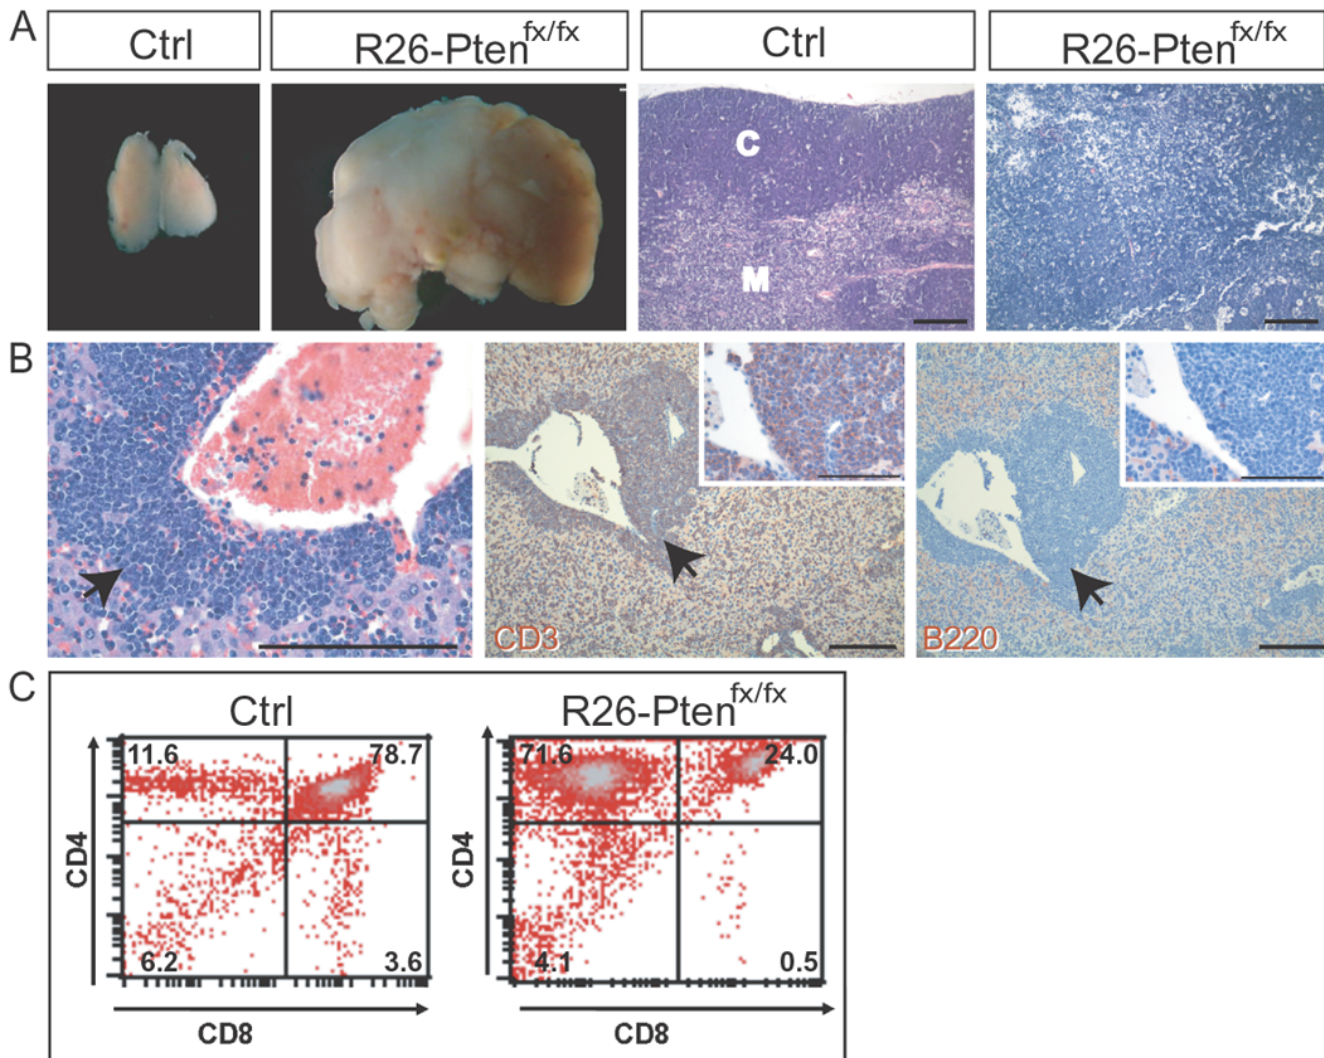 A
Ctrl
R26-Pten^fx/fx
Ctrl
R26-Pten^fx/fx
C
M
B
CD3
B220
C
Ctrl
R26-Pten^fx/fx
11.6
78.7
6.2
3.6
CD4
CD8
71.6
24.0
4.1
0.5
CD4
CD8